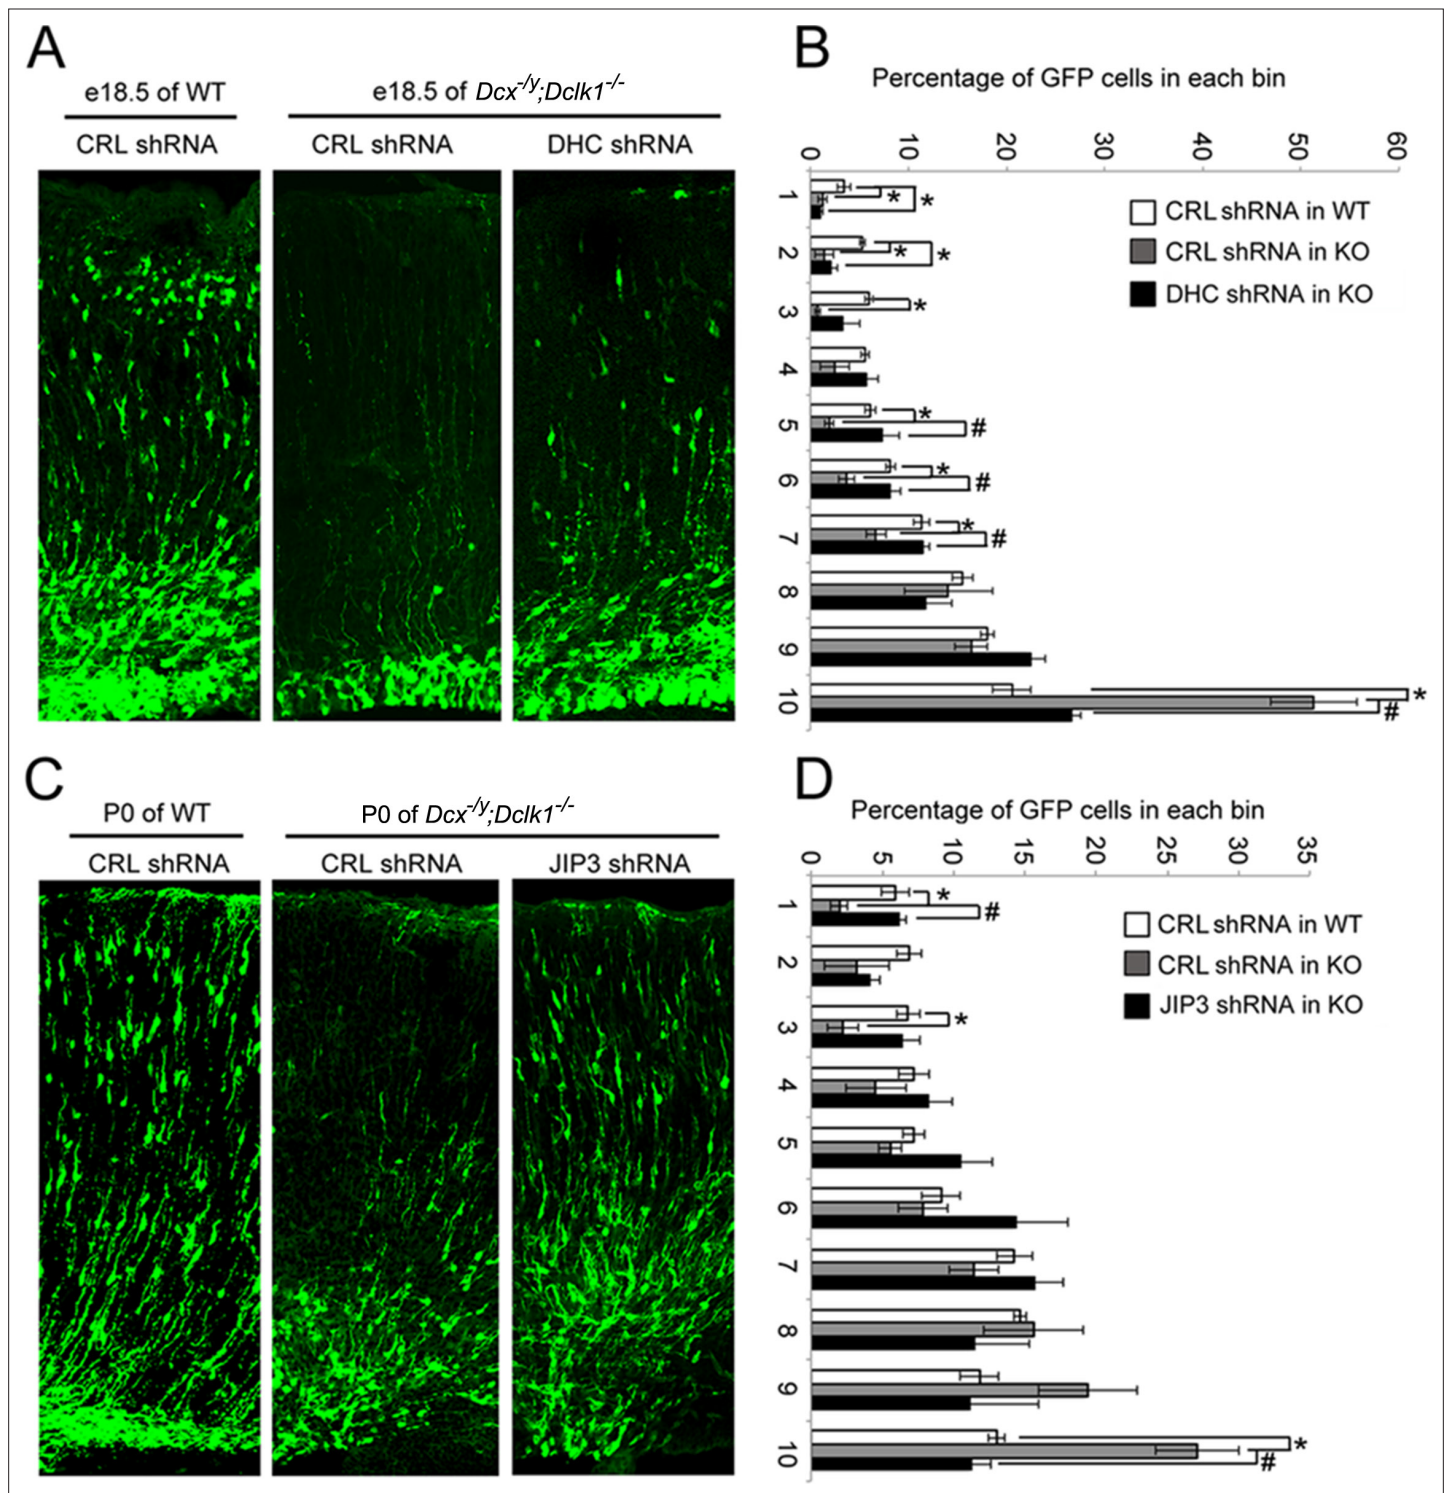 A
e18.5 of WT
e18.5 of Dcx-/y;Dclk1-/-
CRL shRNA
CRL shRNA
DHC shRNA
B
Percentage of GFP cells in each bin
0 10 20 30 40 50 60
1 * *
2 * *
3 *
4
5 * #
6 * #
7 * #
8
9
10 * #
CRL shRNA in WT
CRL shRNA in KO
DHC shRNA in KO
C
P0 of WT
P0 of Dcx-/y;Dclk1-/-
CRL shRNA
CRL shRNA
JIP3 shRNA
D
Percentage of GFP cells in each bin
0 5 10 15 20 25 30 35
1 * #
2
3 *
4
5
6
7
8
9
10 * #
CRL shRNA in WT
CRL shRNA in KO
JIP3 shRNA in KO